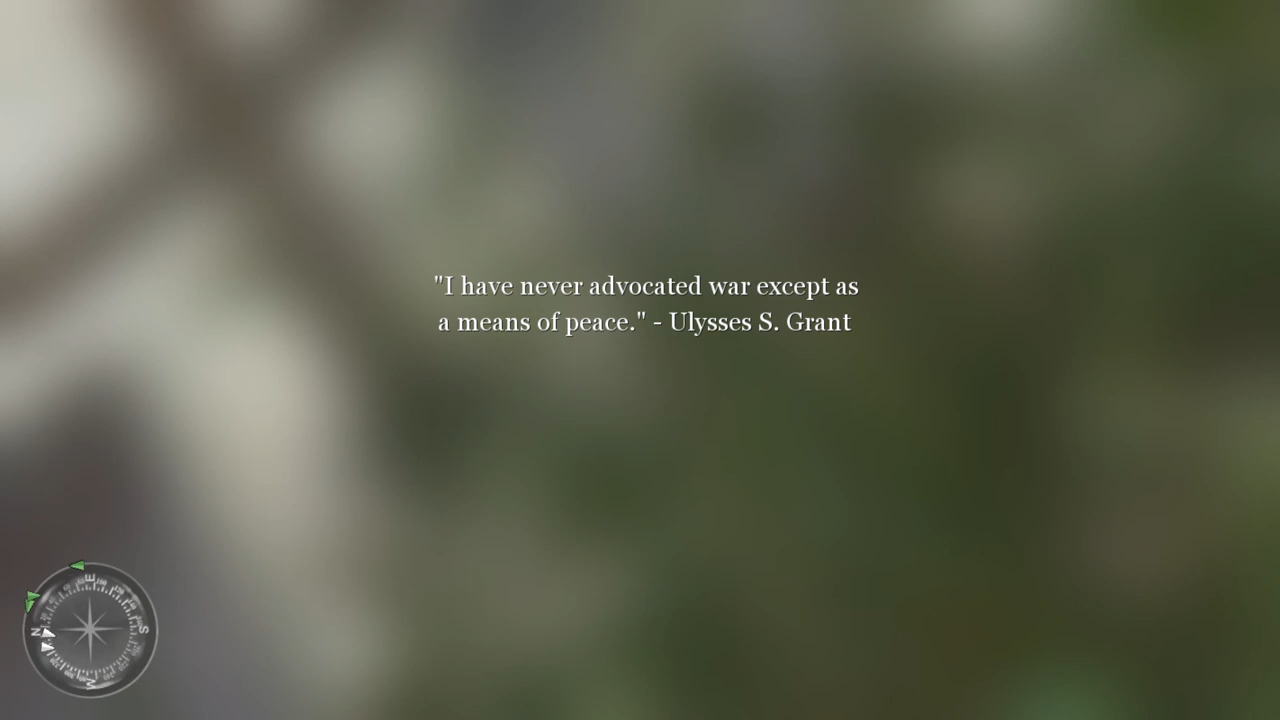 "I have never advocated war except as
a means of peace." - Ulysses S. Grant
E
N
S
W